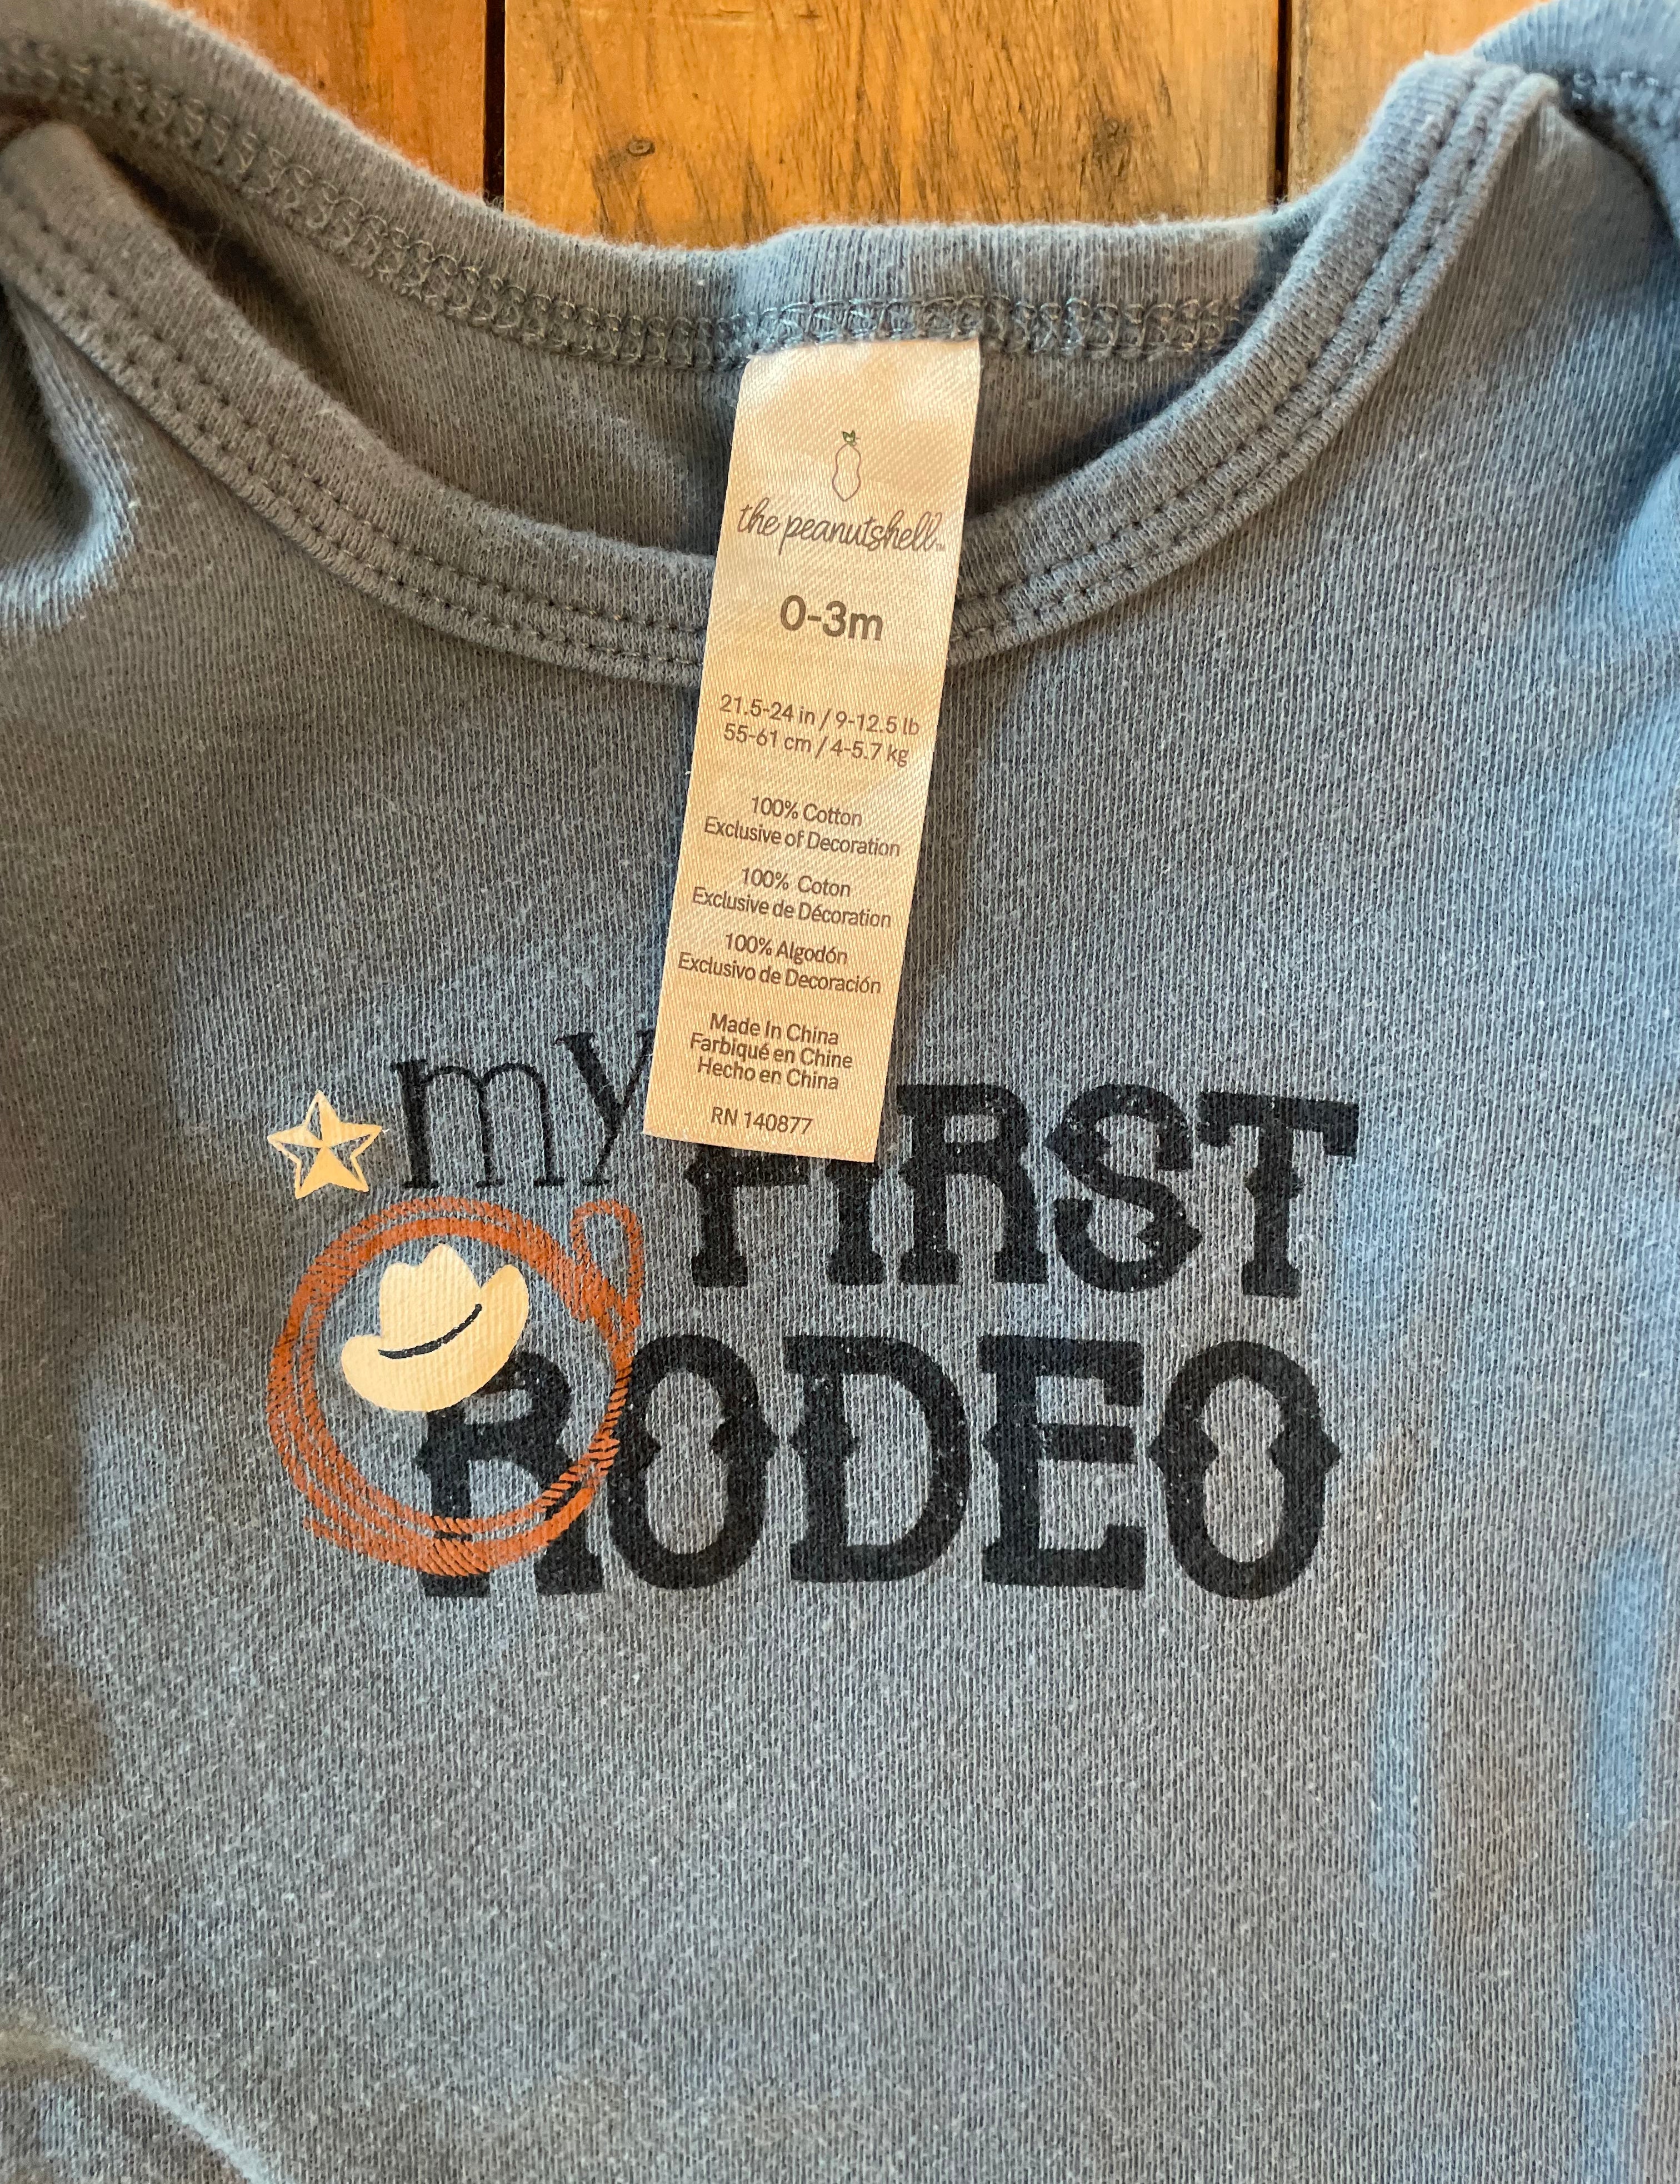 the peanutshell™
0-3m
21.5-24 in / 9-12.5 lb
55-61 cm / 4-5.7 kg
100% Cotton
Exclusive of Decoration
100% Coton
Exclusive de Décoration
100% Algodón
Exclusivo de Decoración
Made In China
Farbiqué en Chine
Hecho en China
RN 140877
my FIRST
RODEO